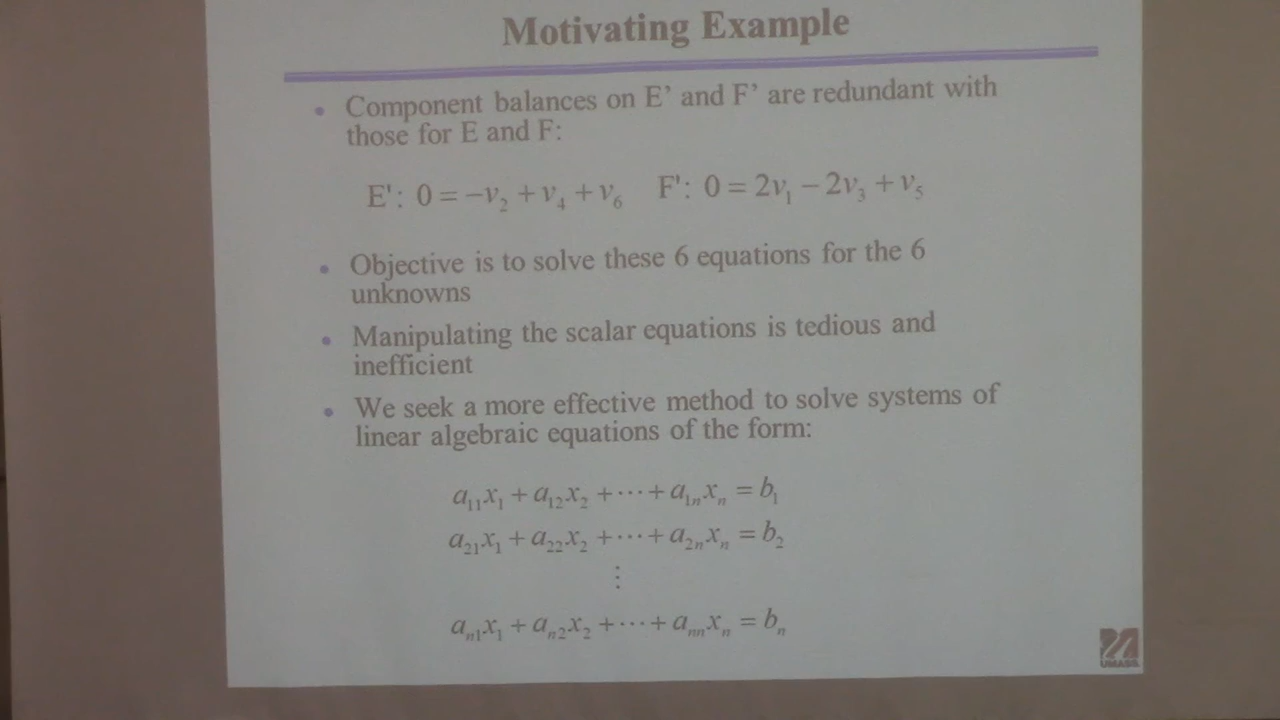 Motivating Example
• Component balances on E' and F' are redundant with
those for E and F:
E': 0 = −v₂ + v₄ + v₆ F': 0 = 2v₁ − 2v₃ + v₅
• Objective is to solve these 6 equations for the 6
unknowns
• Manipulating the scalar equations is tedious and
inefficient
• We seek a more effective method to solve systems of
linear algebraic equations of the form:
a₁₁x₁ + a₁₂x₂ + ⋯ + a₁ₙxₙ = b₁
a₂₁x₁ + a₂₂x₂ + ⋯ + a₂ₙxₙ = b₂
⋮
aₙ₁x₁ + aₙ₂x₂ + ⋯ + aₙₙxₙ = bₙ
UMASS